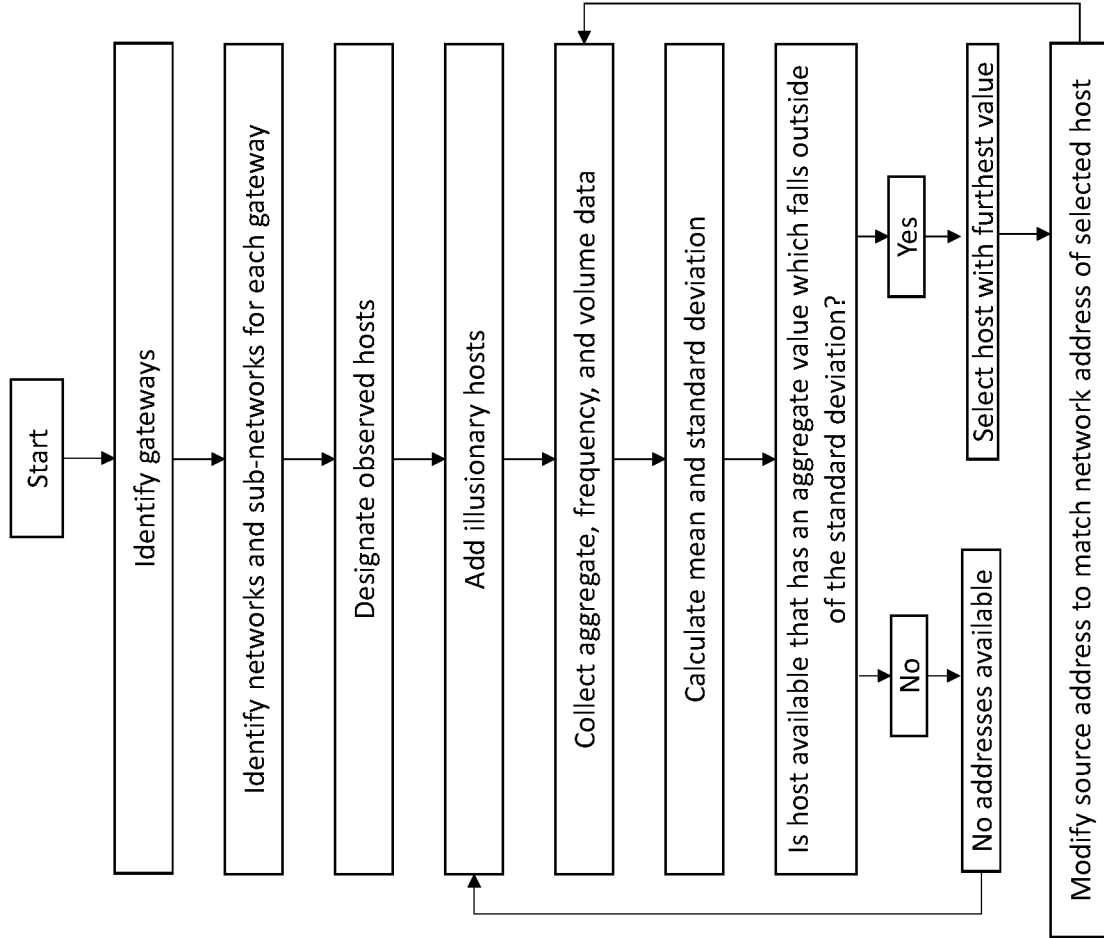 Start
Identify gateways
Identify networks and sub-networks for each gateway
Designate observed hosts
Add illusionary hosts
Collect aggregate, frequency, and volume data
Calculate mean and standard deviation
Is host available that has an aggregate value which falls outside
of the standard deviation?
No
Yes
No addresses available
Select host with furthest value
Modify source address to match network address of selected host